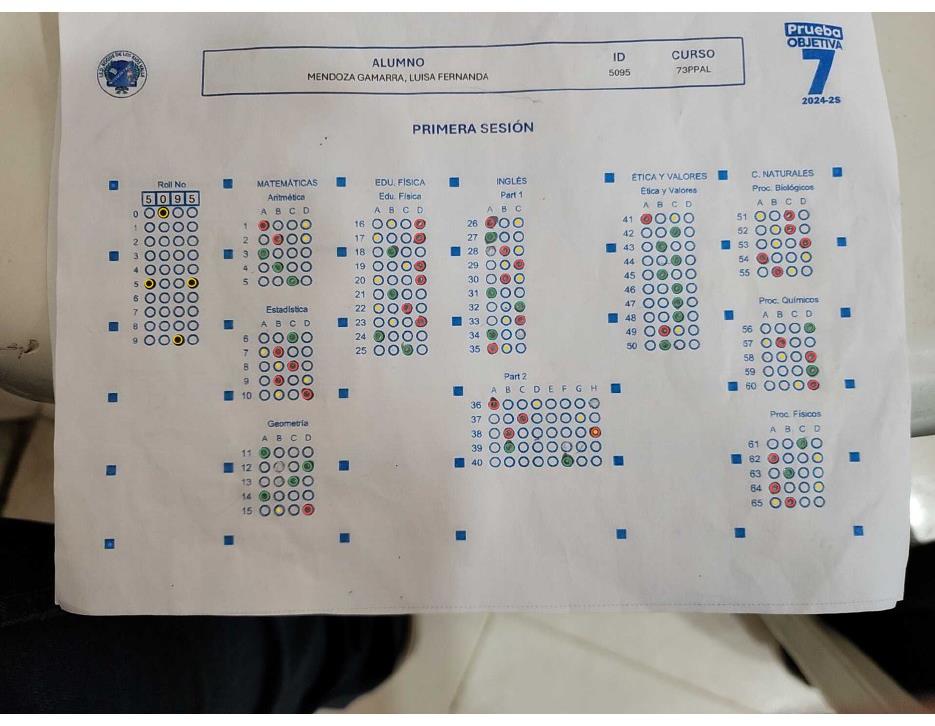 Prueba
OBJETIVA
7
2024-25
ALUMNO ID CURSO
MENDOZA GAMARRA, LUISA FERNANDA 5095 73PPAL
PRIMERA SESIÓN
Roll No
5 0 9 5
0
1
2
3
4
5
6
7
8
9
MATEMÁTICAS
Aritmética
A B C D
1
2
3
4
5
Estadística
A B C D
6
7
8
9
10
Geometría
A B C D
11
12
13
14
15
EDU. FÍSICA
Edu. Física
A B C D
16
17
18
19
20
21
22
23
24
25
INGLÉS
Part 1
A B C
26
27
28
29
30
31
32
33
34
35
Part 2
A B C D E F G H
36
37
38
39
40
ÉTICA Y VALORES
Ética y Valores
A B C D
41
42
43
44
45
46
47
48
49
50
C. NATURALES
Proc. Biológicos
A B C D
51
52
53
54
55
Proc. Químicos
A B C D
56
57
58
59
60
Proc. Físicos
A B C D
61
62
63
64
65